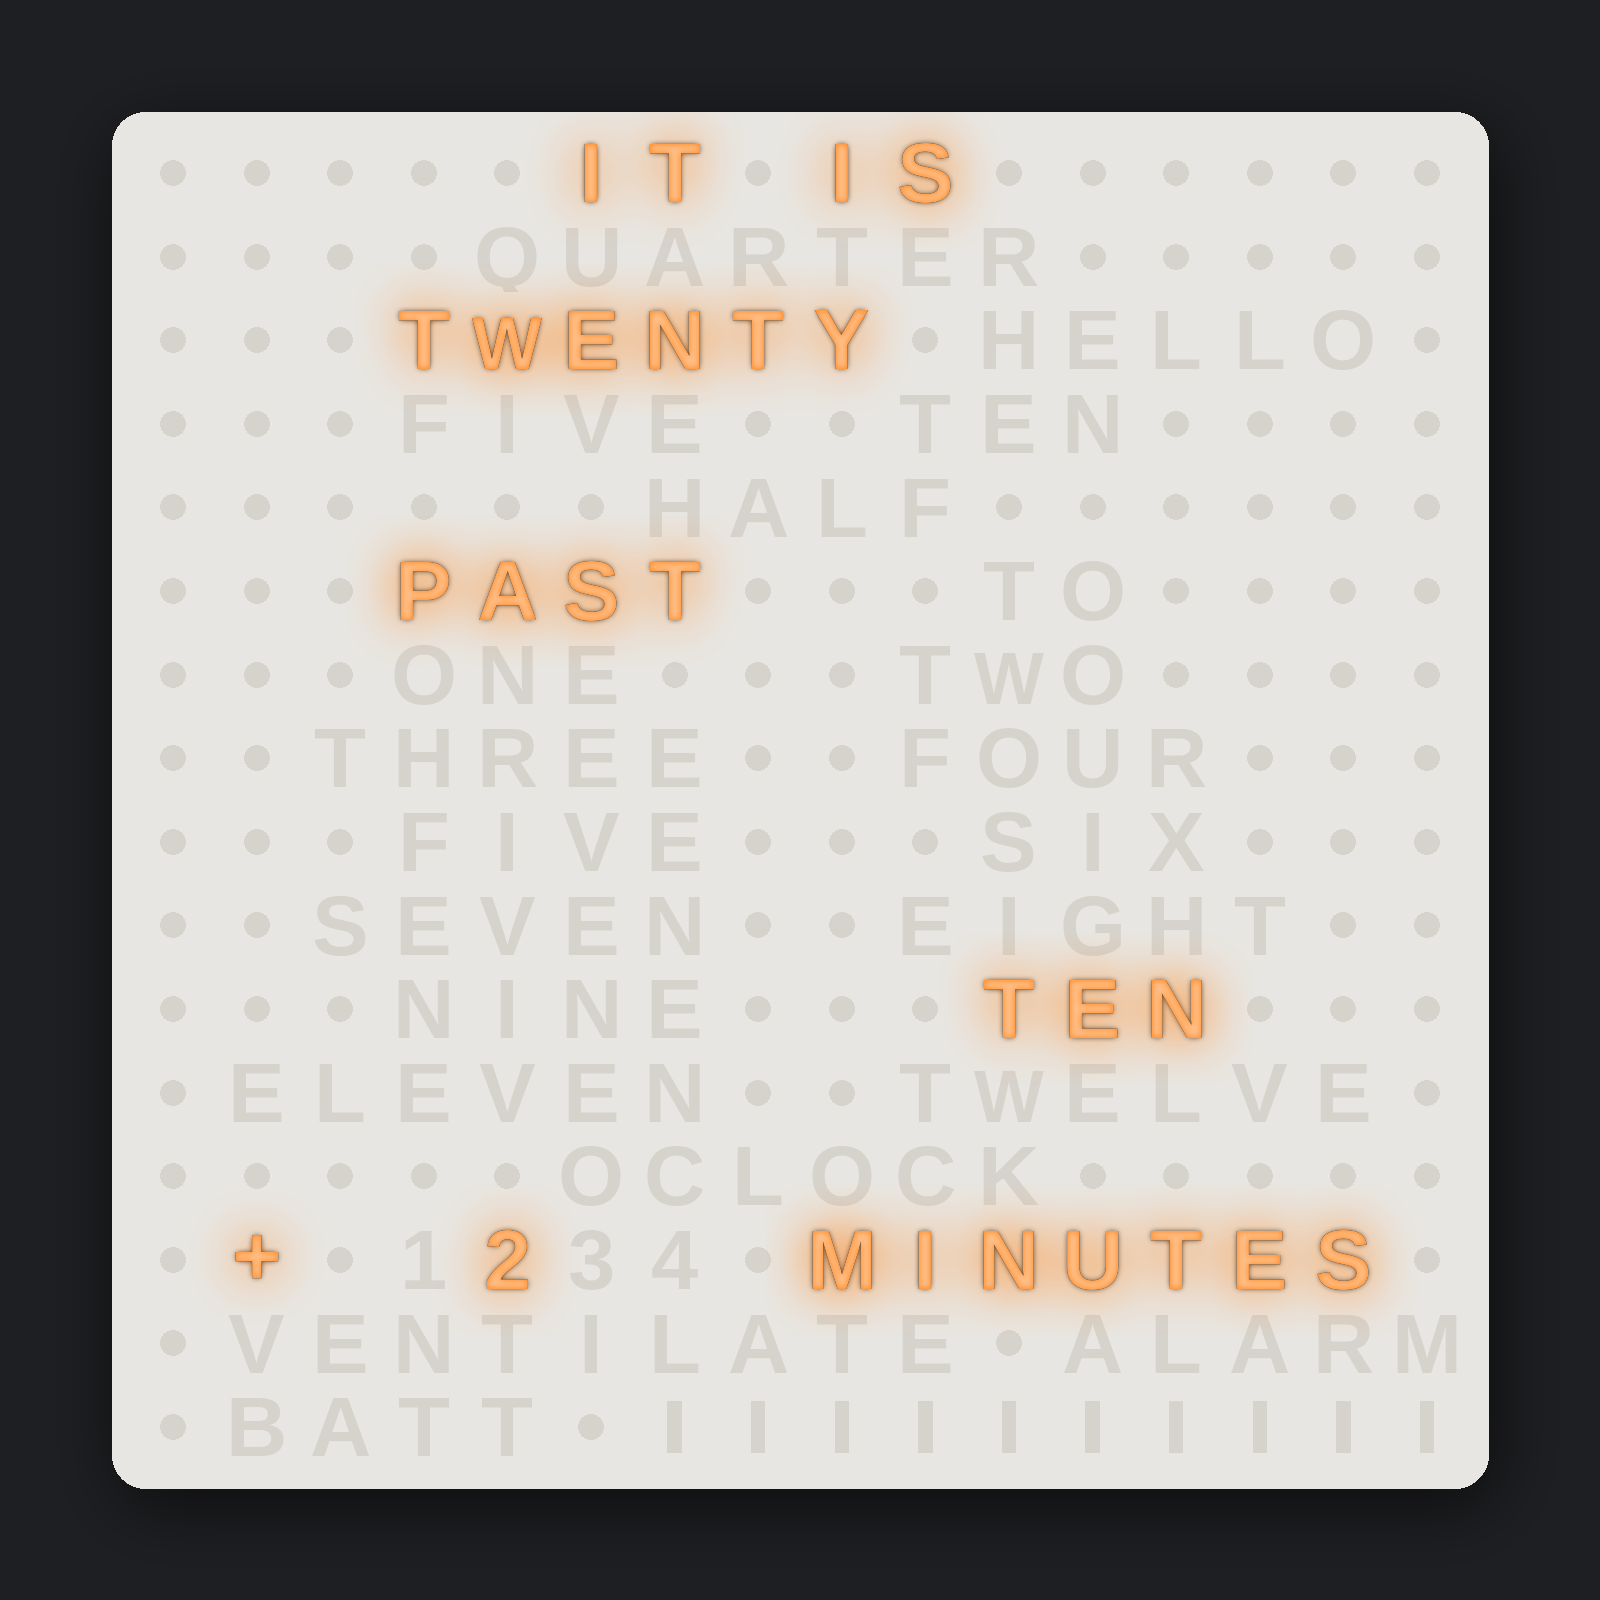 IT IS
QUARTER
TWENTY HELLO
FIVE TEN
HALF
PAST TO
ONE TWO
THREE FOUR
FIVE SIX
SEVEN EIGHT
NINE TEN
ELEVEN TWELVE
OCLOCK
+ 1 2 3 4 MINUTES
VENTILATE ALARM
BATT I I I I I I I I I I